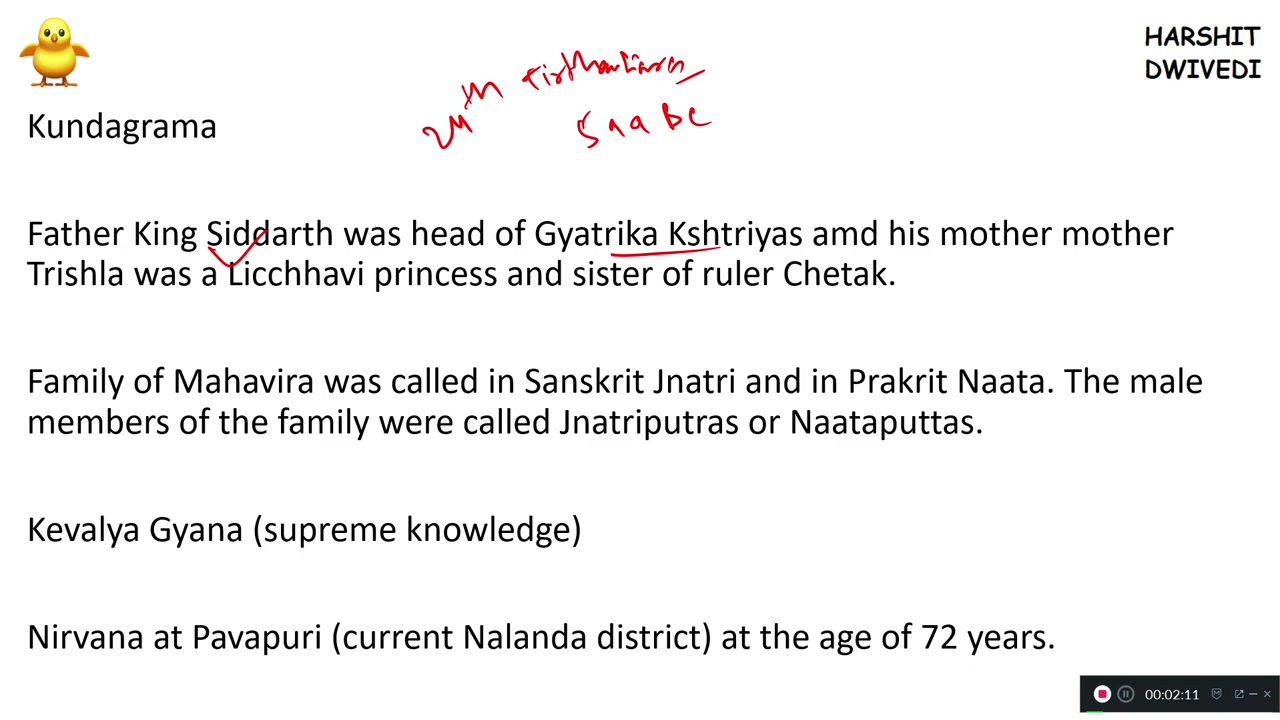 HARSHIT
DWIVEDI
24th Tirthankara
599 BC
Kundagrama
Father King Siddarth was head of Gyatrika Kshtriyas amd his mother mother
Trishla was a Licchhavi princess and sister of ruler Chetak.
Family of Mahavira was called in Sanskrit Jnatri and in Prakrit Naata. The male
members of the family were called Jnatriputras or Naataputtas.
Kevalya Gyana (supreme knowledge)
Nirvana at Pavapuri (current Nalanda district) at the age of 72 years.
00:02:11